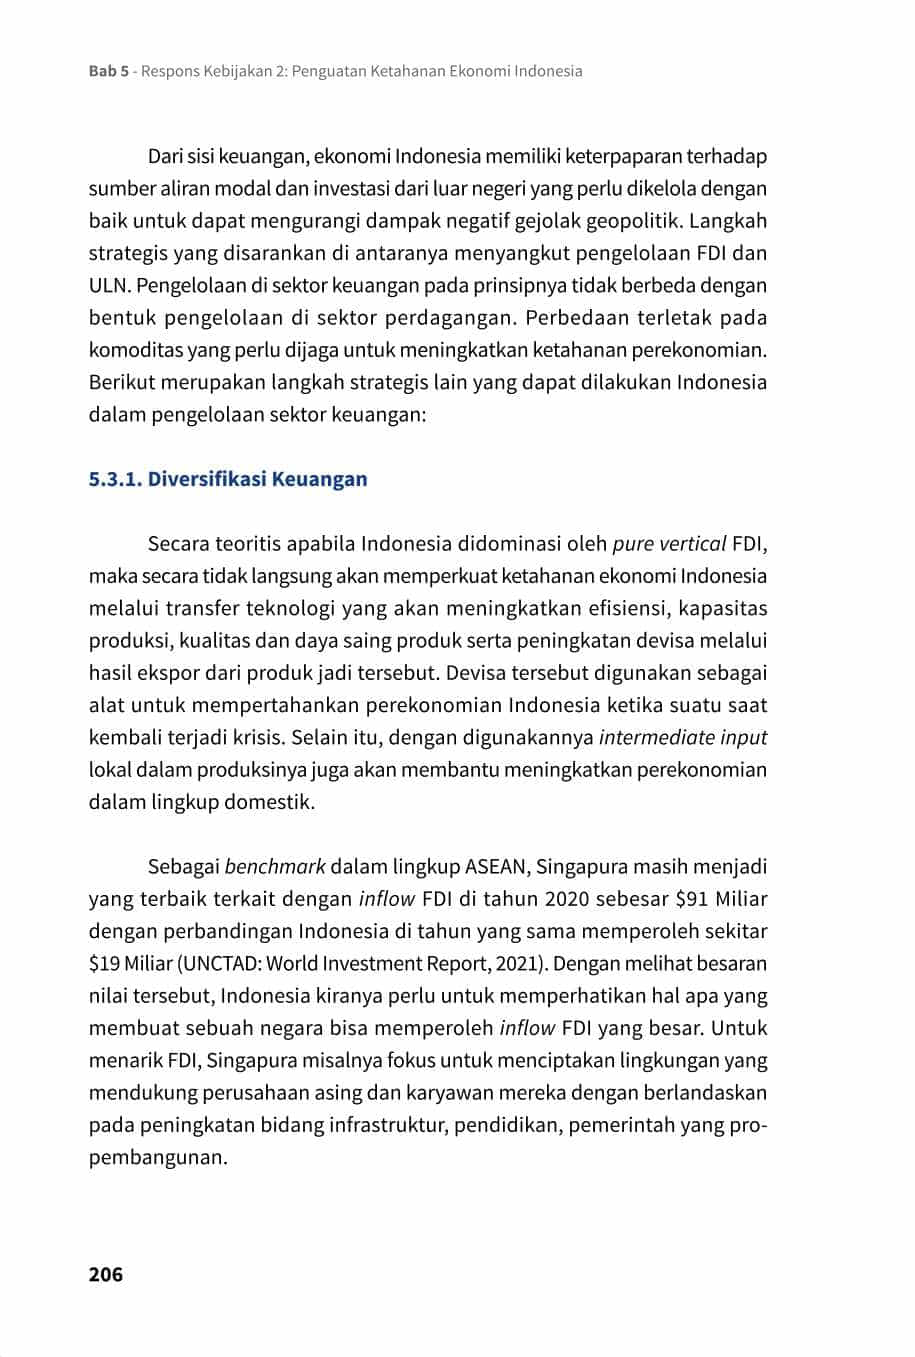 Bab 5 - Respons Kebijakan 2: Penguatan Ketahanan Ekonomi Indonesia
Dari sisi keuangan, ekonomi Indonesia memiliki keterpaparan terhadap
sumber aliran modal dan investasi dari luar negeri yang perlu dikelola dengan
baik untuk dapat mengurangi dampak negatif gejolak geopolitik. Langkah
strategis yang disarankan di antaranya menyangkut pengelolaan FDI dan
ULN. Pengelolaan di sektor keuangan pada prinsipnya tidak berbeda dengan
bentuk pengelolaan di sektor perdagangan. Perbedaan terletak pada
komoditas yang perlu dijaga untuk meningkatkan ketahanan perekonomian.
Berikut merupakan langkah strategis lain yang dapat dilakukan Indonesia
dalam pengelolaan sektor keuangan:
5.3.1. Diversifikasi Keuangan
Secara teoritis apabila Indonesia didominasi oleh pure vertical FDI,
maka secara tidak langsung akan memperkuat ketahanan ekonomi Indonesia
melalui transfer teknologi yang akan meningkatkan efisiensi, kapasitas
produksi, kualitas dan daya saing produk serta peningkatan devisa melalui
hasil ekspor dari produk jadi tersebut. Devisa tersebut digunakan sebagai
alat untuk mempertahankan perekonomian Indonesia ketika suatu saat
kembali terjadi krisis. Selain itu, dengan digunakannya intermediate input
lokal dalam produksinya juga akan membantu meningkatkan perekonomian
dalam lingkup domestik.
Sebagai benchmark dalam lingkup ASEAN, Singapura masih menjadi
yang terbaik terkait dengan inflow FDI di tahun 2020 sebesar $91 Miliar
dengan perbandingan Indonesia di tahun yang sama memperoleh sekitar
$19 Miliar (UNCTAD: World Investment Report, 2021). Dengan melihat besaran
nilai tersebut, Indonesia kiranya perlu untuk memperhatikan hal apa yang
membuat sebuah negara bisa memperoleh inflow FDI yang besar. Untuk
menarik FDI, Singapura misalnya fokus untuk menciptakan lingkungan yang
mendukung perusahaan asing dan karyawan mereka dengan berlandaskan
pada peningkatan bidang infrastruktur, pendidikan, pemerintah yang pro-
pembangunan.
206